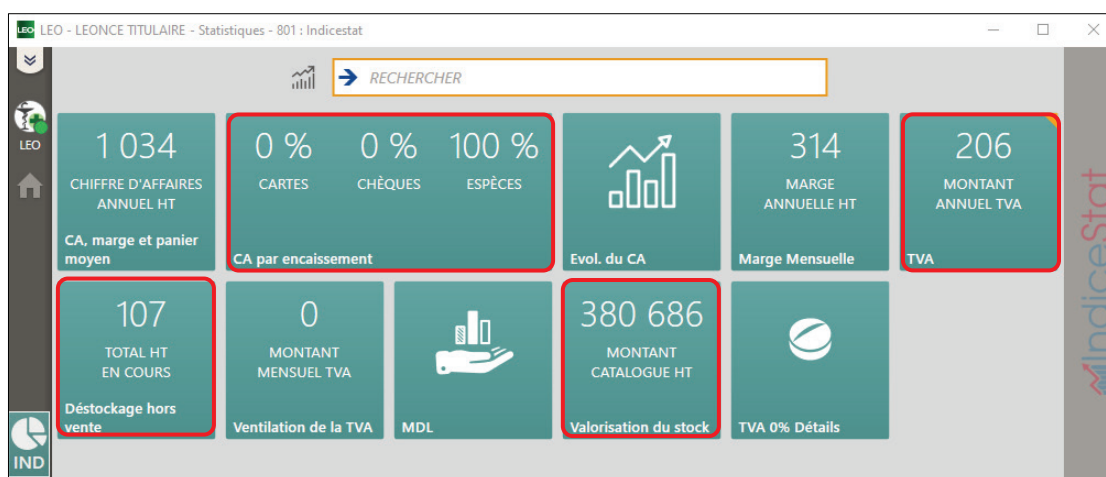 LEO LEO - LEONCE TITULAIRE - Statistiques - 801 : Indicestat
RECHERCHER
LEO
1 034
CHIFFRE D'AFFAIRES
ANNUEL HT
CA, marge et panier
moyen
0 % 0 % 100 %
CARTES CHÈQUES ESPÈCES
CA par encaissement
Evol. du CA
314
MARGE
ANNUELLE HT
Marge Mensuelle
206
MONTANT
ANNUEL TVA
TVA
107
TOTAL HT
EN COURS
Déstockage hors
vente
0
MONTANT
MENSUEL TVA
Ventilation de la TVA
MDL
380 686
MONTANT
CATALOGUE HT
Valorisation du stock
TVA 0% Détails
IND
IndiceStat